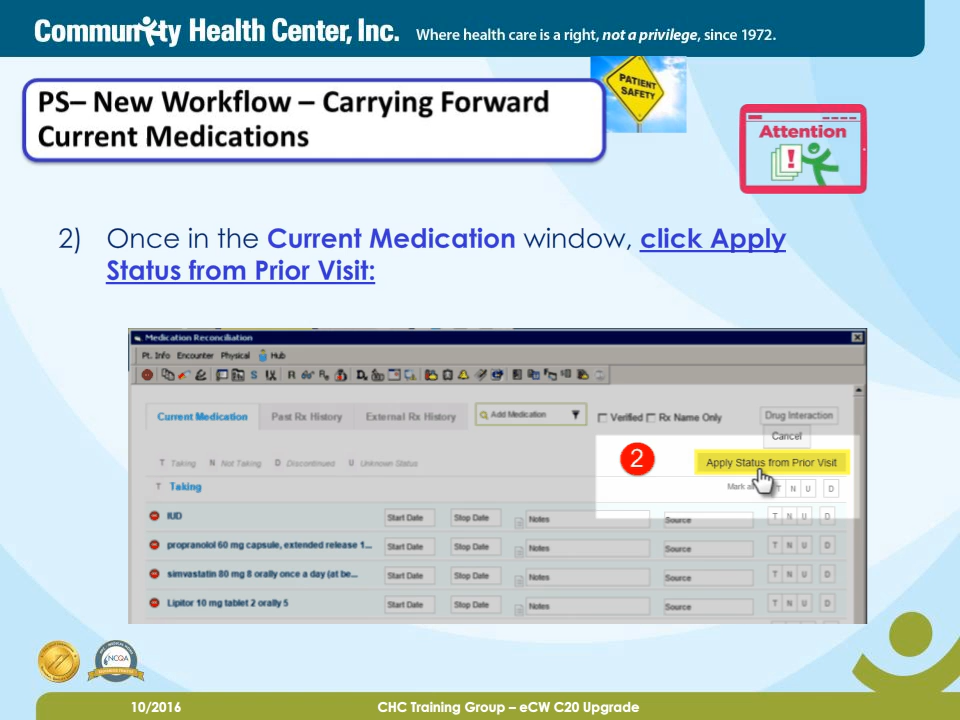 Community Health Center, Inc. Where health care is a right, not a privilege, since 1972.
PATIENT
SAFETY
PS– New Workflow – Carrying Forward
Current Medications
Attention
!
2) Once in the Current Medication window, click Apply
Status from Prior Visit:
Medication Reconciliation
Pt. Info Encounter Physical Hub
Current Medication Past Rx History External Rx History Add Medication Verified Rx Name Only Drug Interaction
Cancel
2 Apply Status from Prior Visit
T Taking N Not Taking D Discontinued U Unknown Status
T Taking Mark all T N U D
IUD Start Date Stop Date Notes Source T N U D
propranolol 60 mg capsule, extended release 1... Start Date Stop Date Notes Source T N U D
simvastatin 80 mg 8 orally once a day (at be... Start Date Stop Date Notes Source T N U D
Lipitor 10 mg tablet 2 orally 5 Start Date Stop Date Notes Source T N U D
NCQA
10/2016 CHC Training Group – eCW C20 Upgrade